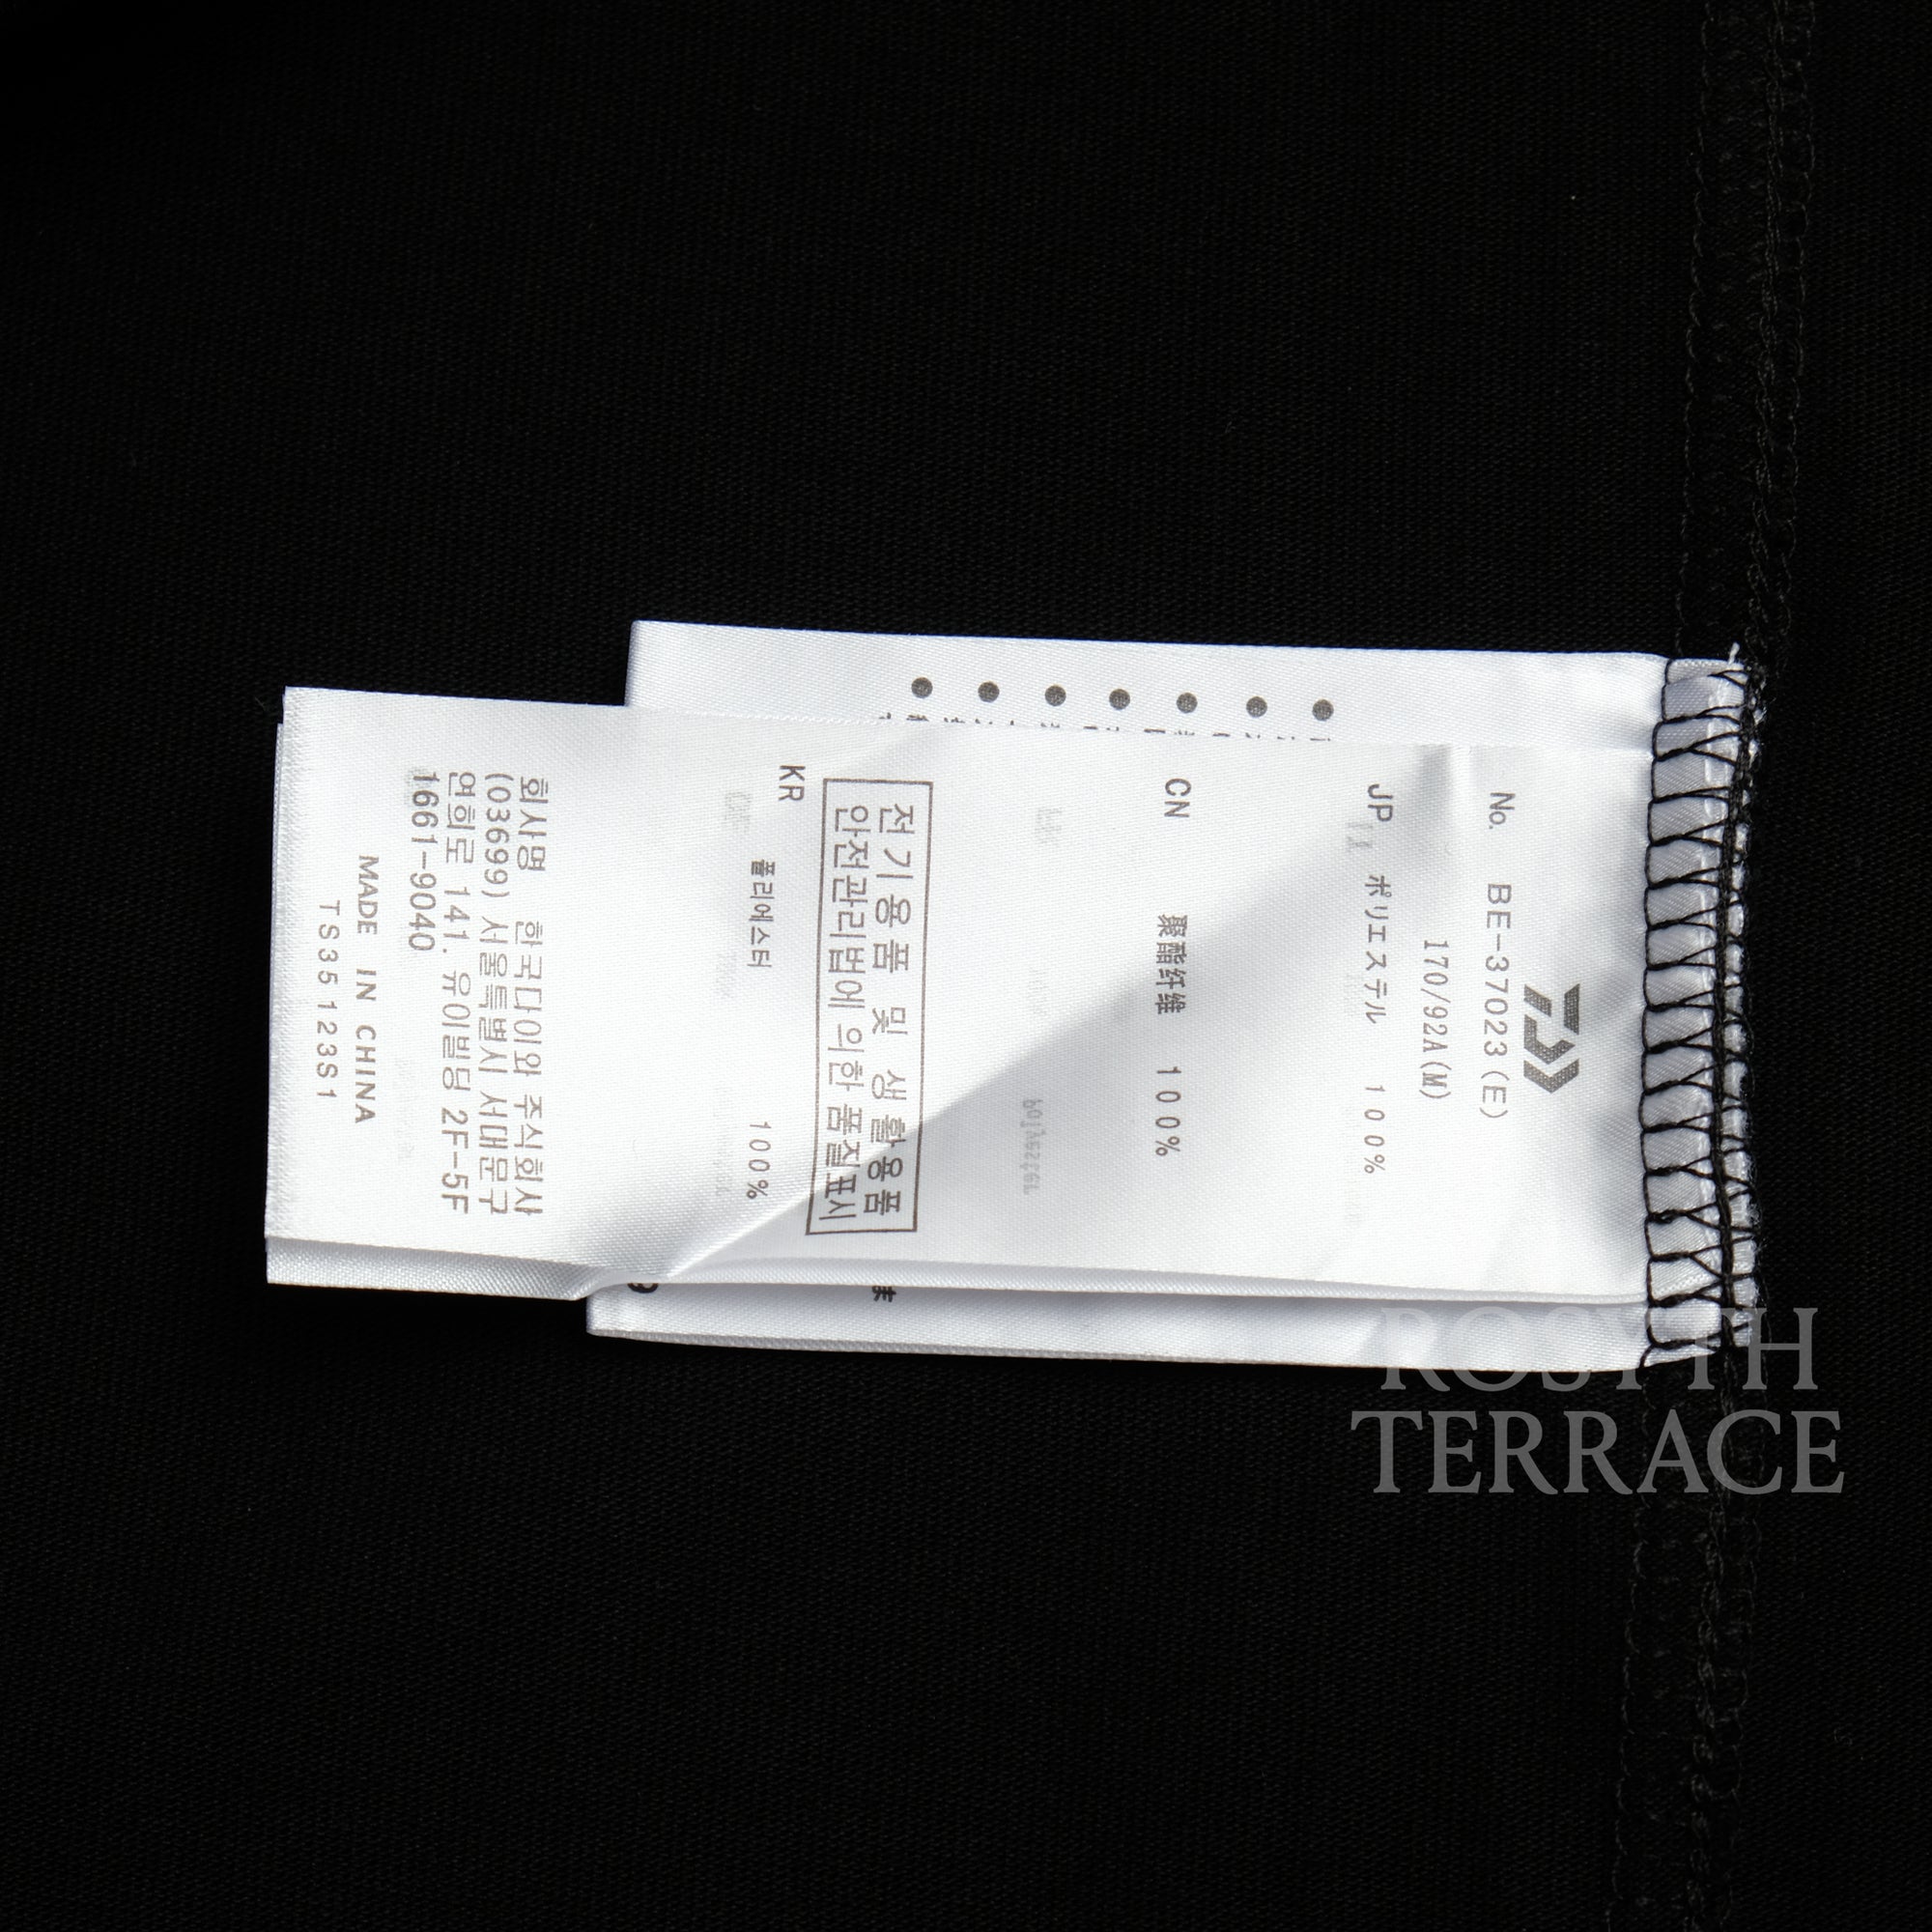 No. BE-37023(E)
170/92A(M)
JP ポリエステル 100%
CN 聚酯纤维 100%
전기용품 및 생활용품
안전관리법에 의한 품질표시
KR
폴리에스터 100%
회사명 한국다이와 주식회사
(03699) 서울특별시 서대문구
연희로 141. 유이빌딩 2F-5F
1661-9040
MADE IN CHINA
TS35123S1
ROSYTH
TERRACE